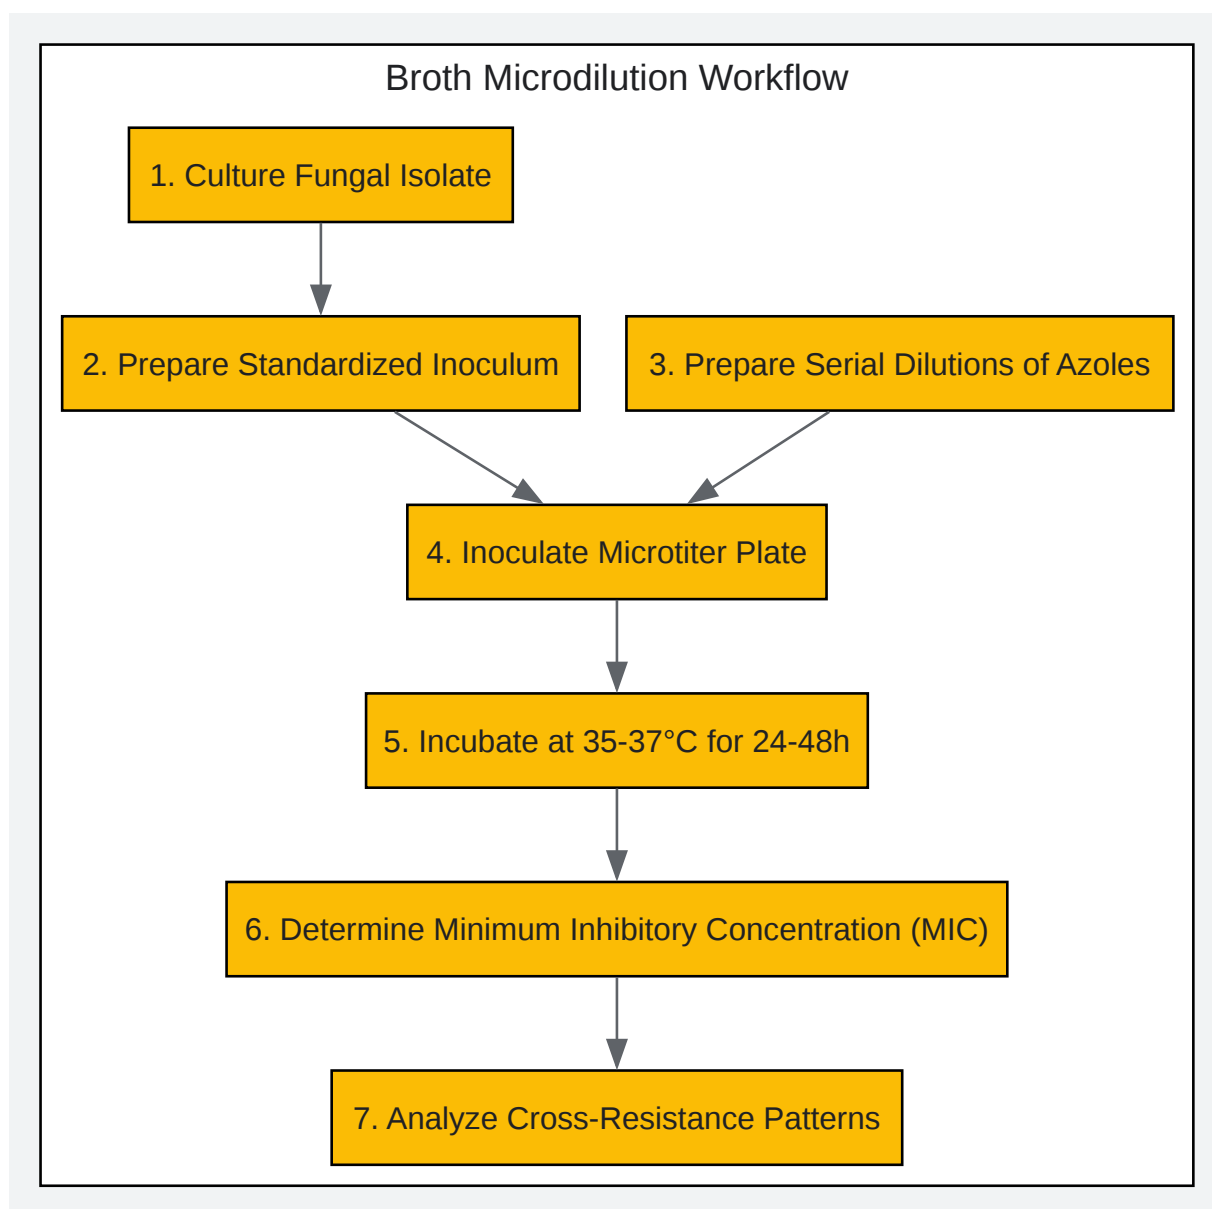 Broth Microdilution Workflow
1. Culture Fungal Isolate
2. Prepare Standardized Inoculum
3. Prepare Serial Dilutions of Azoles
4. Inoculate Microtiter Plate
5. Incubate at 35-37°C for 24-48h
6. Determine Minimum Inhibitory Concentration (MIC)
7. Analyze Cross-Resistance Patterns